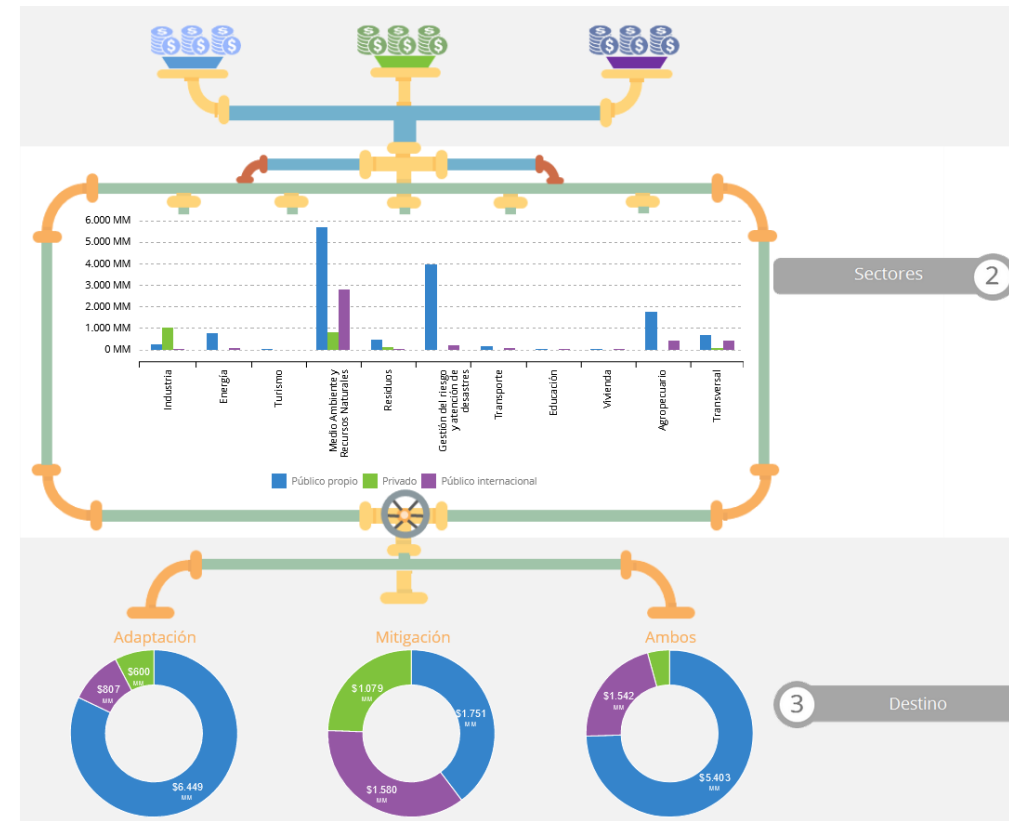 6.000 MM
5.000 MM
4.000 MM
3.000 MM
2.000 MM
1.000 MM
0 MM
Industria
Energía
Turismo
Medio Ambiente y
Recursos Naturales
Residuos
Gestión del riesgo
y atención de
desastres
Transporte
Educación
Vivienda
Agropecuario
Transversal
Público propio
Privado
Público internacional
Sectores
2
Adaptación
$600
MM
$807
MM
$6.449
MM
Mitigación
$1.079
MM
$1.751
MM
$1.580
MM
Ambos
$1.542
MM
$5.403
MM
3
Destino